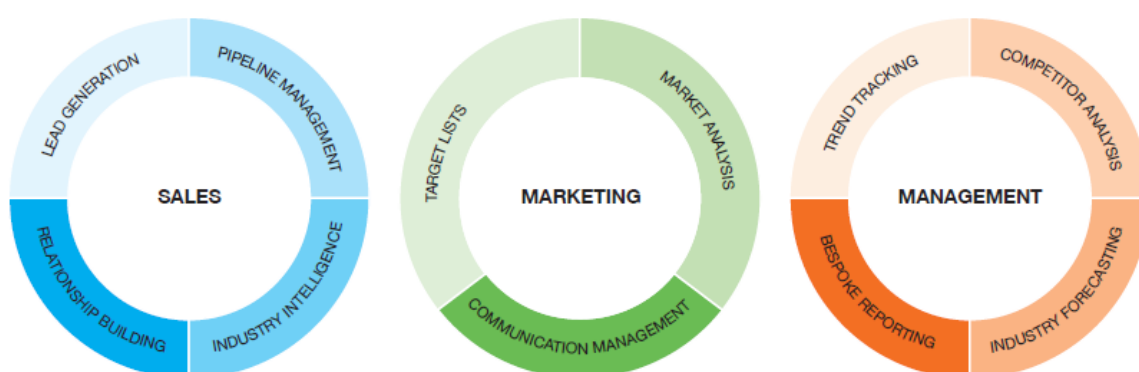 LEAD GENERATION
PIPELINE MANAGEMENT
SALES
RELATIONSHIP BUILDING
INDUSTRY INTELLIGENCE
TARGET LISTS
MARKET ANALYSIS
MARKETING
COMMUNICATION MANAGEMENT
TREND TRACKING
COMPETITOR ANALYSIS
MANAGEMENT
BESPOKE REPORTING
INDUSTRY FORECASTING